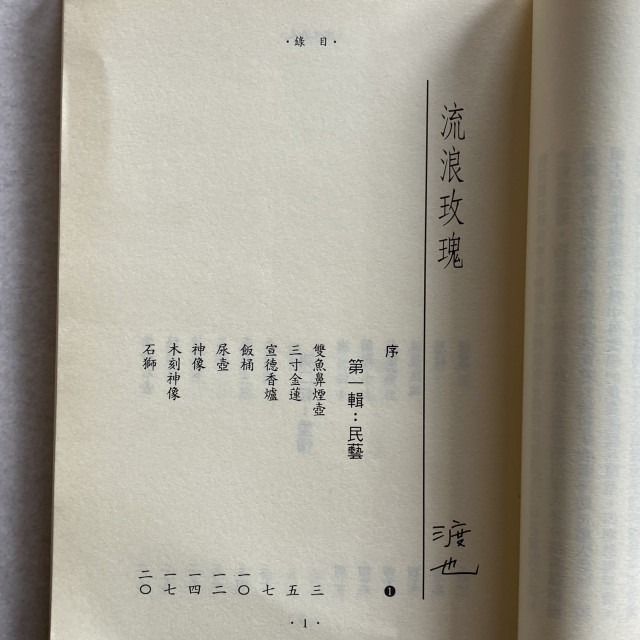 ·目錄·
流浪玫瑰 渡也
序 ❶
第一輯：民藝
雙魚鼻煙壺 三
三寸金蓮 五
宣德香爐 七
飯桶 一〇
尿壺 一二
神像 一四
木刻神像 一七
石獅 二〇
·1·